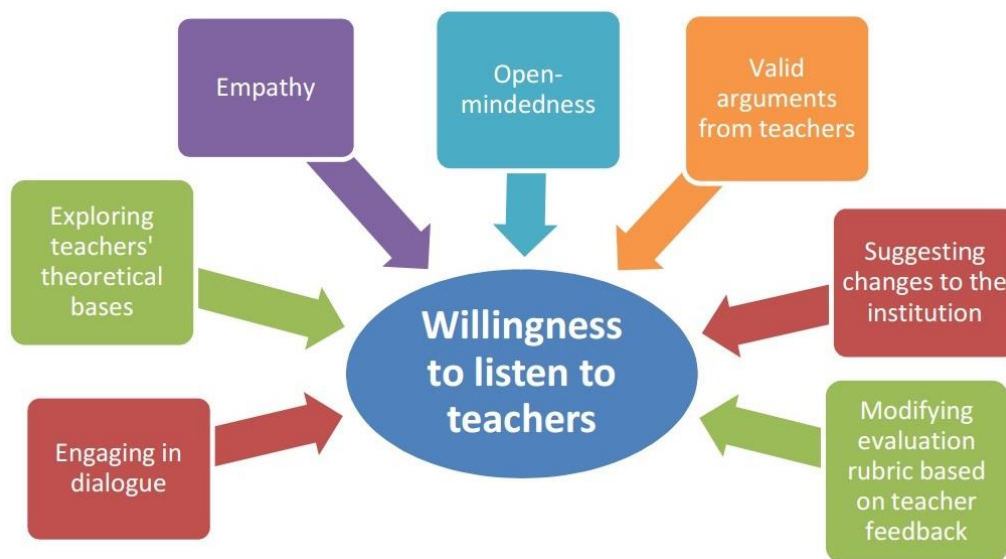 Empathy
Open-
mindedness
Valid
arguments
from teachers
Exploring
teachers'
theoretical
bases
Suggesting
changes to the
institution
Willingness
to listen to
teachers
Engaging in
dialogue
Modifying
evaluation
rubric based
on teacher
feedback